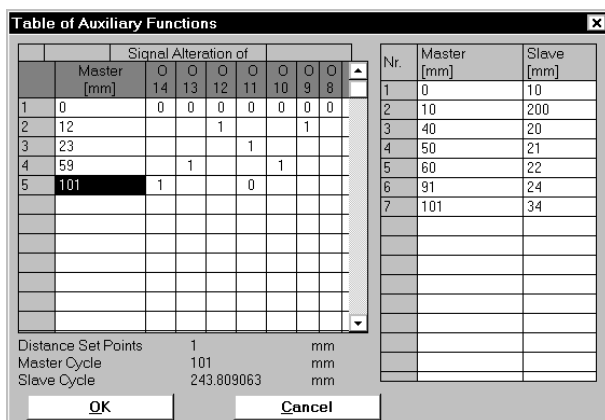 Table of Auxiliary Functions
Signal Alteration of
Master [mm] O 14 O 13 O 12 O 11 O 10 O 9 O 8
1 0 0 0 0 0 0 0 0
2 12 1 1
3 23 1
4 59 1 1
5 101 1 0
Nr. Master [mm] Slave [mm]
1 0 10
2 10 200
3 40 20
4 50 21
5 60 22
6 91 24
7 101 34
Distance Set Points 1 mm
Master Cycle 101 mm
Slave Cycle 243.809063 mm
OK Cancel